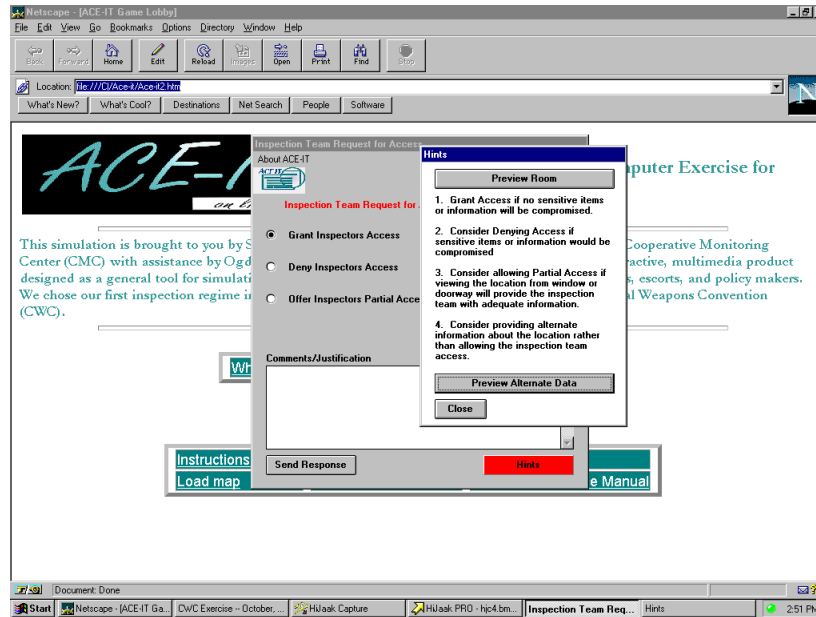 Netscape - [ACE-IT Game Lobby]
File Edit View Go Bookmarks Options Directory Window Help
Back Forward Home Edit Reload Images Open Print Find Stop
Location: file:///C|/Ace-it/Ace-it2.htm
What's New? What's Cool? Destinations Net Search People Software
N
ACE-I
puter Exercise for
on
This simulation is brought to you by S
Cooperative Monitoring
Center (CMC) with assistance by Ogd
ractive, multimedia product
designed as a general tool for simulati
s, escorts, and policy makers.
We chose our first inspection regime i
al Weapons Convention
(CWC).
Wh
Instructions
Load map
e Manual
Inspection Team Request for Access
About ACE-IT
ACE IT
Inspection Team Request for
Grant Inspectors Access
Deny Inspectors Access
Offer Inspectors Partial Acce
Comments/Justification
Send Response
Hints
Hints
Preview Room
1. Grant Access if no sensitive items
or information will be compromised.
2. Consider Denying Access if
sensitive items or information would be
compromised
3. Consider allowing Partial Access if
viewing the location from window or
doorway will provide the inspection
team with adequate information.
4. Consider providing alternate
information about the location rather
than allowing the inspection team
access.
Preview Alternate Data
Close
Document: Done
Start Netscape - [ACE-IT Ga... CWC Exercise -- October, ... HiJaak Capture HiJaak PRO - hjc4.bm... Inspection Team Req... Hints 2:51 PM